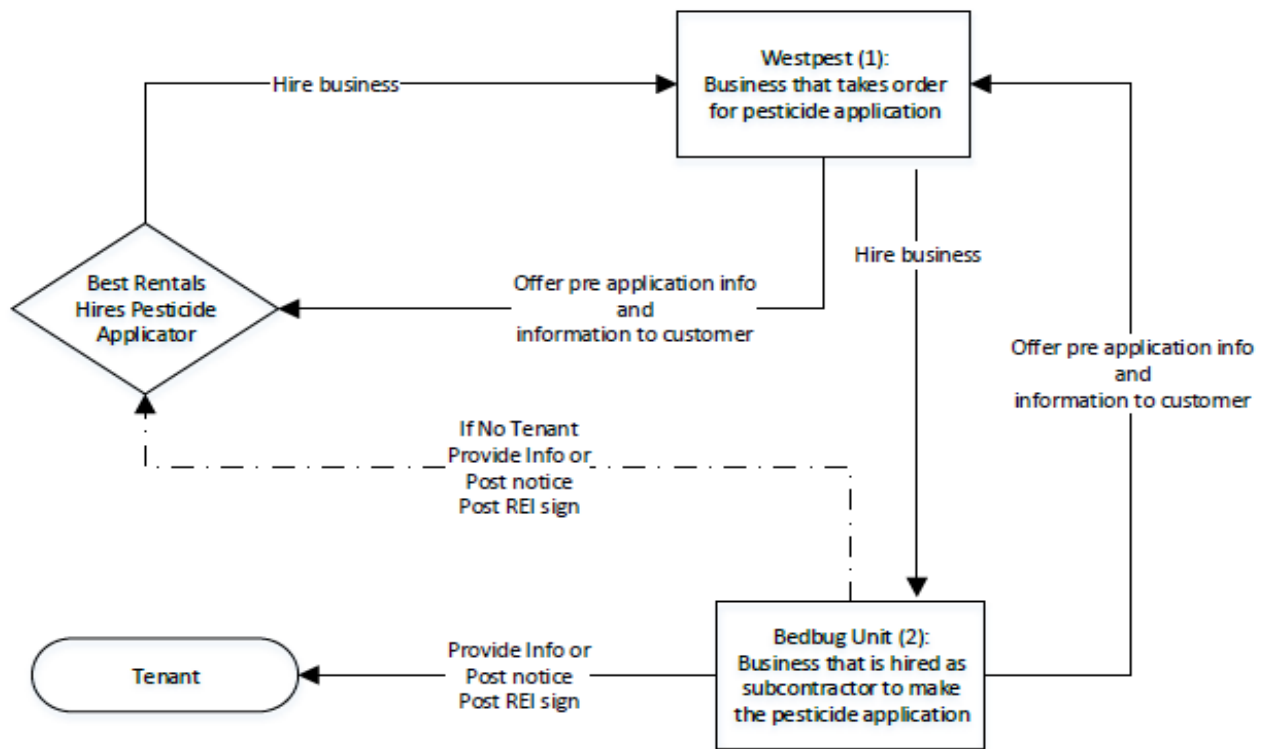 Westpest (1):
Business that takes order
for pesticide application
Hire business
Hire business
Best Rentals
Hires Pesticide
Applicator
Offer pre application info
and
information to customer
Offer pre application info
and
information to customer
If No Tenant
Provide Info or
Post notice
Post REI sign
Tenant
Provide Info or
Post notice
Post REI sign
Bedbug Unit (2):
Business that is hired as
subcontractor to make
the pesticide application